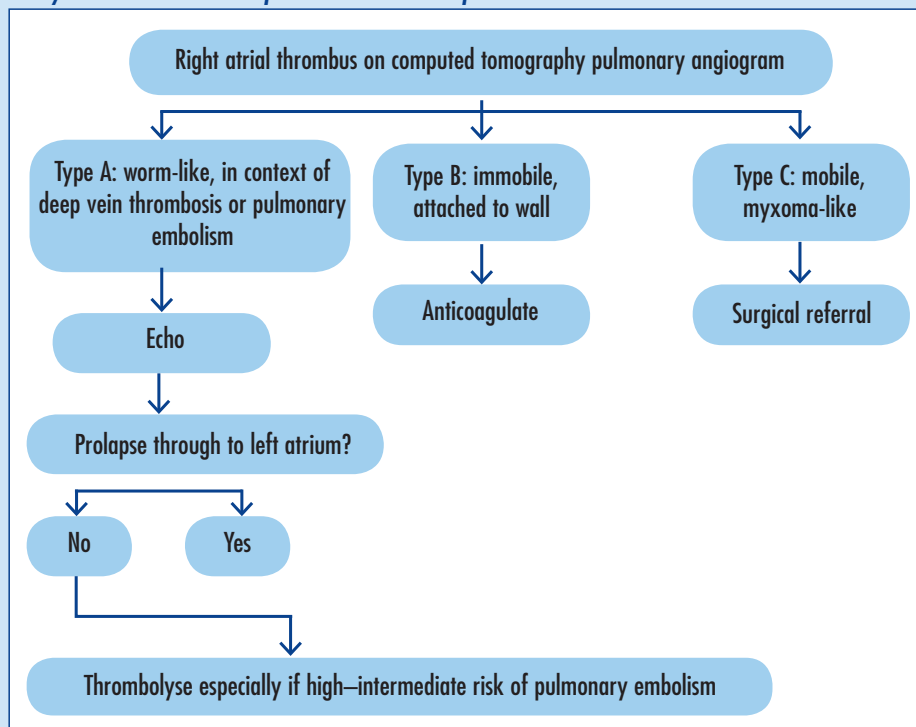 Right atrial thrombus on computed tomography pulmonary angiogram
Type A: worm-like, in context of
deep vein thrombosis or pulmonary
embolism
Type B: immobile,
attached to wall
Type C: mobile,
myxoma-like
Echo
Anticoagulate
Surgical referral
Prolapse through to left atrium?
No
Yes
Thrombolyse especially if high–intermediate risk of pulmonary embolism